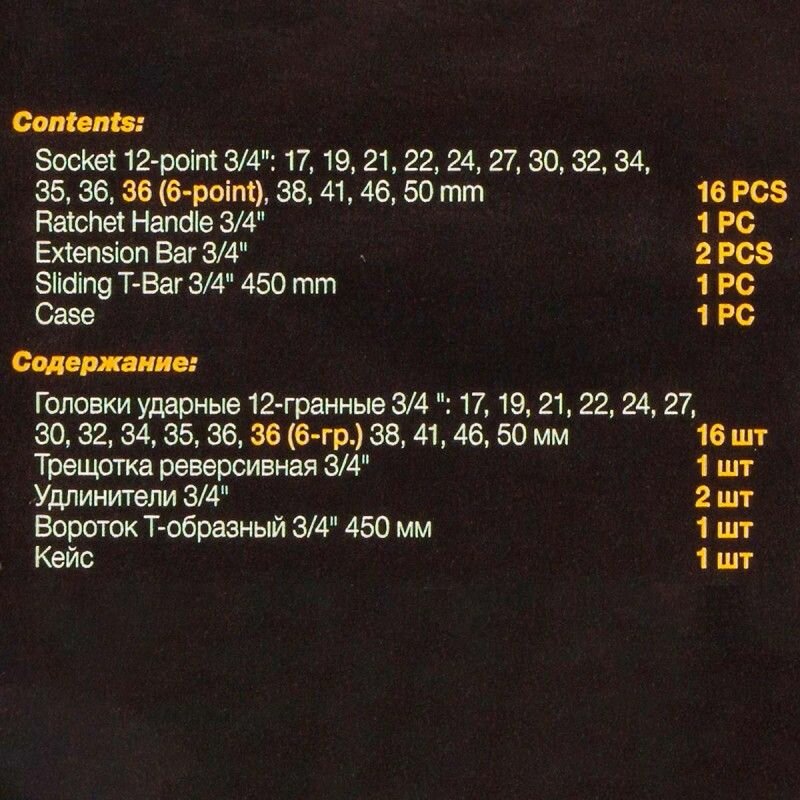 Contents:
Socket 12-point 3/4": 17, 19, 21, 22, 24, 27, 30, 32, 34,
35, 36, 36 (6-point), 38, 41, 46, 50 mm 16 PCS
Ratchet Handle 3/4" 1 PC
Extension Bar 3/4" 2 PCS
Sliding T-Bar 3/4" 450 mm 1 PC
Case 1 PC
Содержание:
Головки ударные 12-гранные 3/4 ": 17, 19, 21, 22, 24, 27,
30, 32, 34, 35, 36, 36 (6-гр.) 38, 41, 46, 50 мм 16 шт
Трещотка реверсивная 3/4" 1 шт
Удлинители 3/4" 2 шт
Вороток Т-образный 3/4" 450 мм 1 шт
Кейс 1 шт